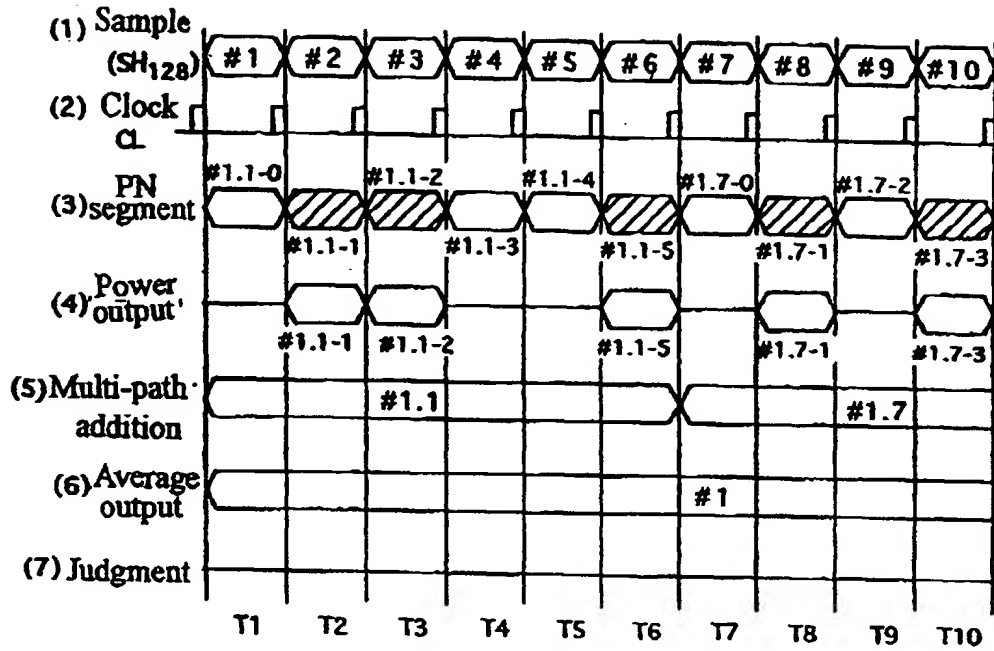 (1) Sample
(SH128)
#1 #2 #3 #4 #5 #6 #7 #8 #9 #10
(2) Clock
CL
#1.1-0 #1.1-2 #1.1-4 #1.7-0 #1.7-2
PN
(3) segment
#1.1-1 #1.1-3 #1.1-5 #1.7-1 #1.7-3
Power
(4) output
#1.1-1 #1.1-2 #1.1-5 #1.7-1 #1.7-3
(5) Multi-path
addition
#1.1 #1.7
(6) Average
output
#1
(7) Judgment
T1 T2 T3 T4 T5 T6 T7 T8 T9 T10